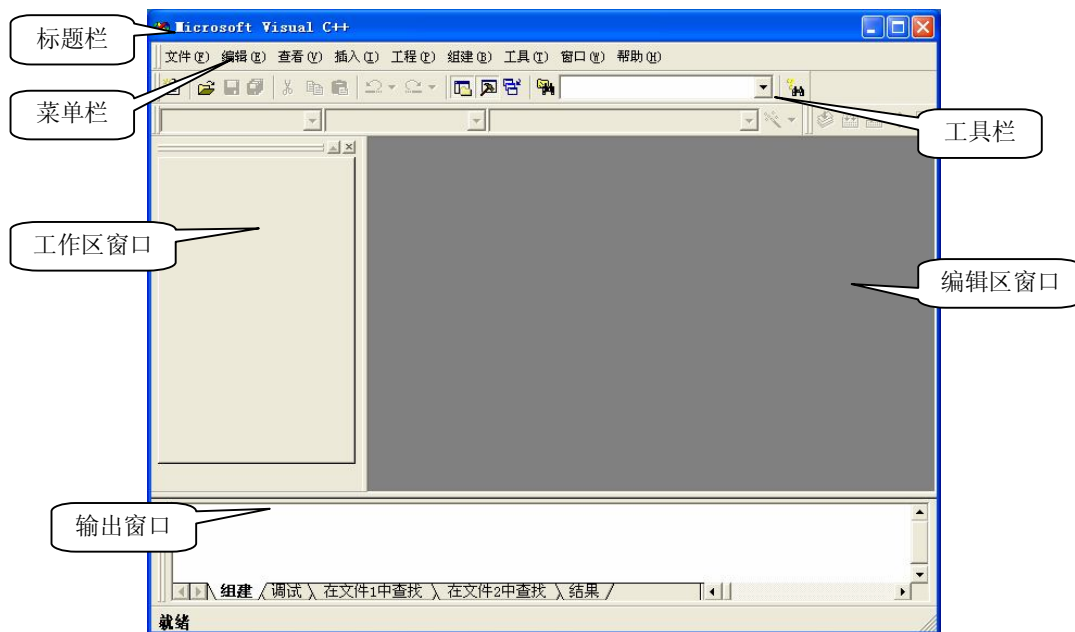 标题栏
Microsoft Visual C++
文件(F) 编辑(E) 查看(V) 插入(I) 工程(P) 组建(B) 工具(T) 窗口(W) 帮助(H)
菜单栏
工具栏
工作区窗口
编辑区窗口
输出窗口
组建 调试 在文件1中查找 在文件2中查找 结果
就绪